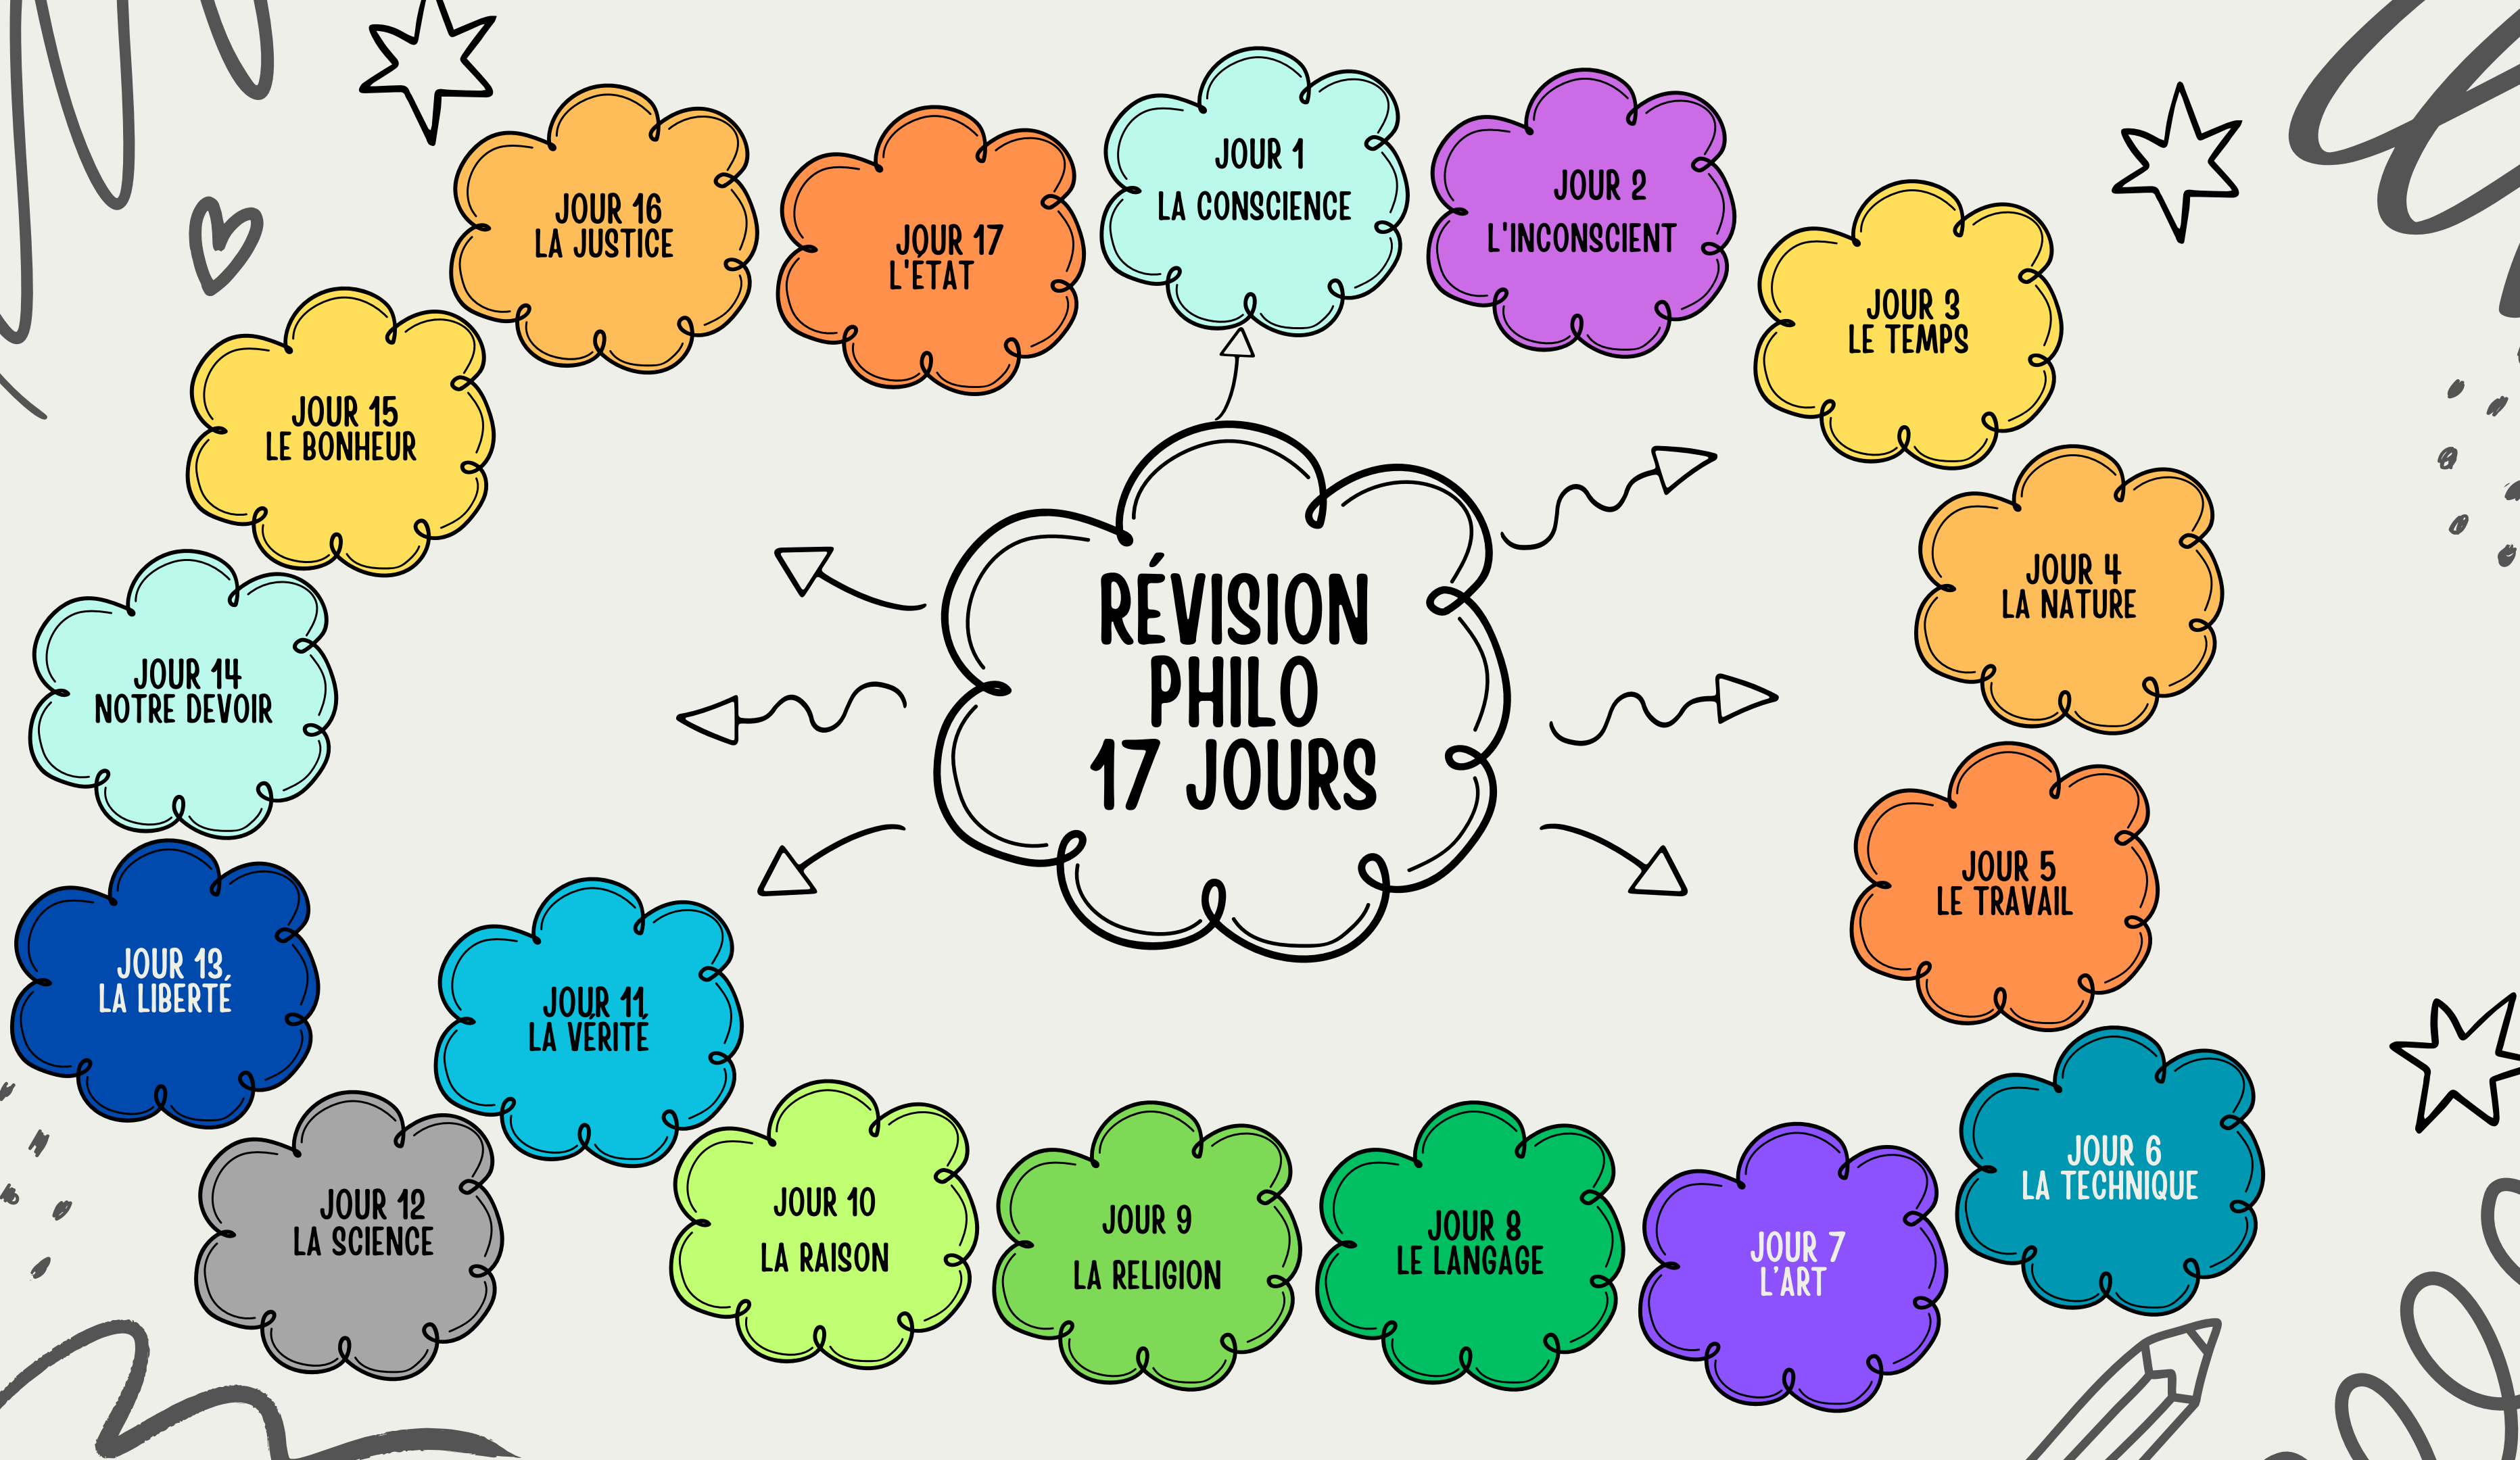 RÉVISION
PHILO
17 JOURS
JOUR 1
LA CONSCIENCE
JOUR 2
L'INCONSCIENT
JOUR 3
LE TEMPS
JOUR 4
LA NATURE
JOUR 5
LE TRAVAIL
JOUR 6
LA TECHNIQUE
JOUR 7
L'ART
JOUR 8
LE LANGAGE
JOUR 9
LA RELIGION
JOUR 10
LA RAISON
JOUR 11
LA VÉRITÉ
JOUR 12
LA SCIENCE
JOUR 13
LA LIBERTÉ
JOUR 14
NOTRE DEVOIR
JOUR 15
LE BONHEUR
JOUR 16
LA JUSTICE
JOUR 17
L'ÉTAT